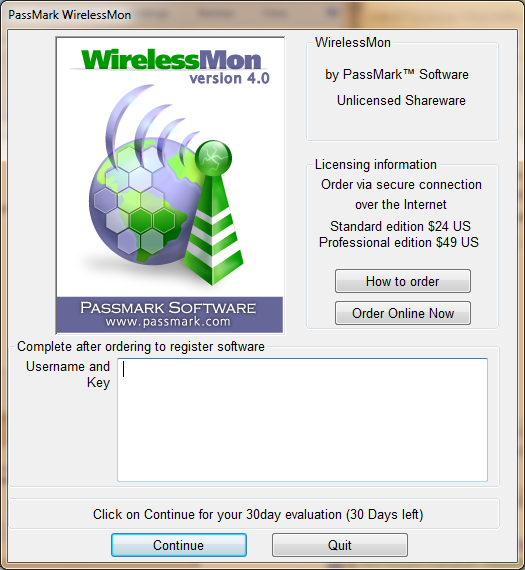 PassMark WirelessMon
WirelessMon
version 4.0
PASSMARK SOFTWARE
www.passmark.com
WirelessMon
by PassMark™ Software
Unlicensed Shareware
Licensing information
Order via secure connection
over the Internet
Standard edition $24 US
Professional edition $49 US
How to order
Order Online Now
Complete after ordering to register software
Username and
Key
Click on Continue for your 30day evaluation (30 Days left)
Continue
Quit